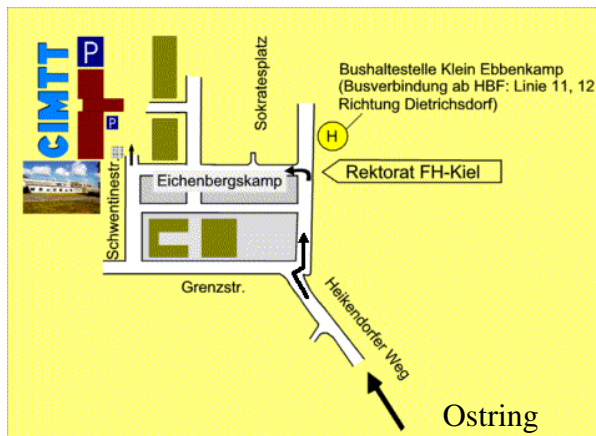 CIMTT
P
P
Sokratesplatz
Bushaltestelle Klein Ebbenkamp
(Busverbindung ab HBF: Linie 11, 12
Richtung Dietrichsdorf)
H
Rektorat FH-Kiel
Eichenbergskamp
Schwentinestr.
Grenzstr.
Heikendorfer Weg
Ostring